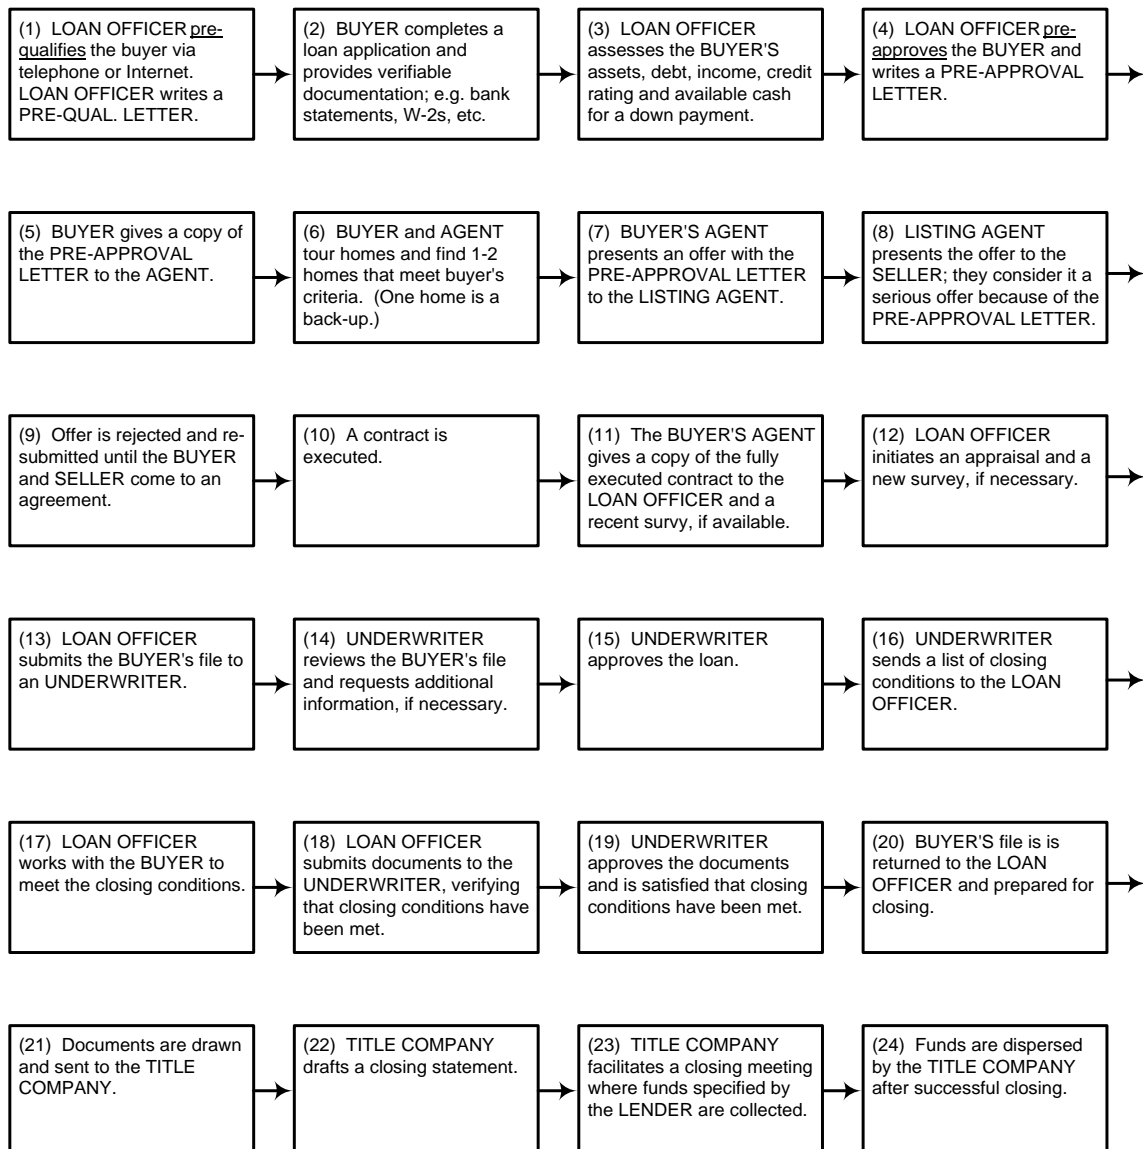 (1) LOAN OFFICER pre-
qualifies the buyer via
telephone or Internet.
LOAN OFFICER writes a
PRE-QUAL. LETTER.
(2) BUYER completes a
loan application and
provides verifiable
documentation; e.g. bank
statements, W-2s, etc.
(3) LOAN OFFICER
assesses the BUYER'S
assets, debt, income, credit
rating and available cash
for a down payment.
(4) LOAN OFFICER pre-
approves the BUYER and
writes a PRE-APPROVAL
LETTER.
(5) BUYER gives a copy of
the PRE-APPROVAL
LETTER to the AGENT.
(6) BUYER and AGENT
tour homes and find 1-2
homes that meet buyer's
criteria. (One home is a
back-up.)
(7) BUYER'S AGENT
presents an offer with the
PRE-APPROVAL LETTER
to the LISTING AGENT.
(8) LISTING AGENT
presents the offer to the
SELLER; they consider it a
serious offer because of the
PRE-APPROVAL LETTER.
(9) Offer is rejected and re-
submitted until the BUYER
and SELLER come to an
agreement.
(10) A contract is
executed.
(11) The BUYER'S AGENT
gives a copy of the fully
executed contract to the
LOAN OFFICER and a
recent survy, if available.
(12) LOAN OFFICER
initiates an appraisal and a
new survey, if necessary.
(13) LOAN OFFICER
submits the BUYER's file to
an UNDERWRITER.
(14) UNDERWRITER
reviews the BUYER's file
and requests additional
information, if necessary.
(15) UNDERWRITER
approves the loan.
(16) UNDERWRITER
sends a list of closing
conditions to the LOAN
OFFICER.
(17) LOAN OFFICER
works with the BUYER to
meet the closing conditions.
(18) LOAN OFFICER
submits documents to the
UNDERWRITER, verifying
that closing conditions have
been met.
(19) UNDERWRITER
approves the documents
and is satisfied that closing
conditions have been met.
(20) BUYER'S file is is
returned to the LOAN
OFFICER and prepared for
closing.
(21) Documents are drawn
and sent to the TITLE
COMPANY.
(22) TITLE COMPANY
drafts a closing statement.
(23) TITLE COMPANY
facilitates a closing meeting
where funds specified by
the LENDER are collected.
(24) Funds are dispersed
by the TITLE COMPANY
after successful closing.